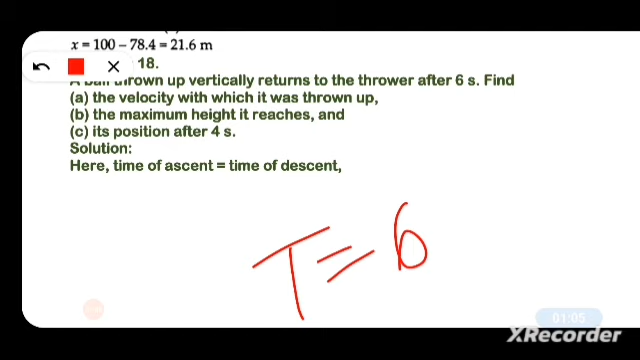 x = 100 – 78.4 = 21.6 m
18.
A ball thrown up vertically returns to the thrower after 6 s. Find
(a) the velocity with which it was thrown up,
(b) the maximum height it reaches, and
(c) its position after 4 s.
Solution:
Here, time of ascent = time of descent,
T = 6
01:05
XRecorder